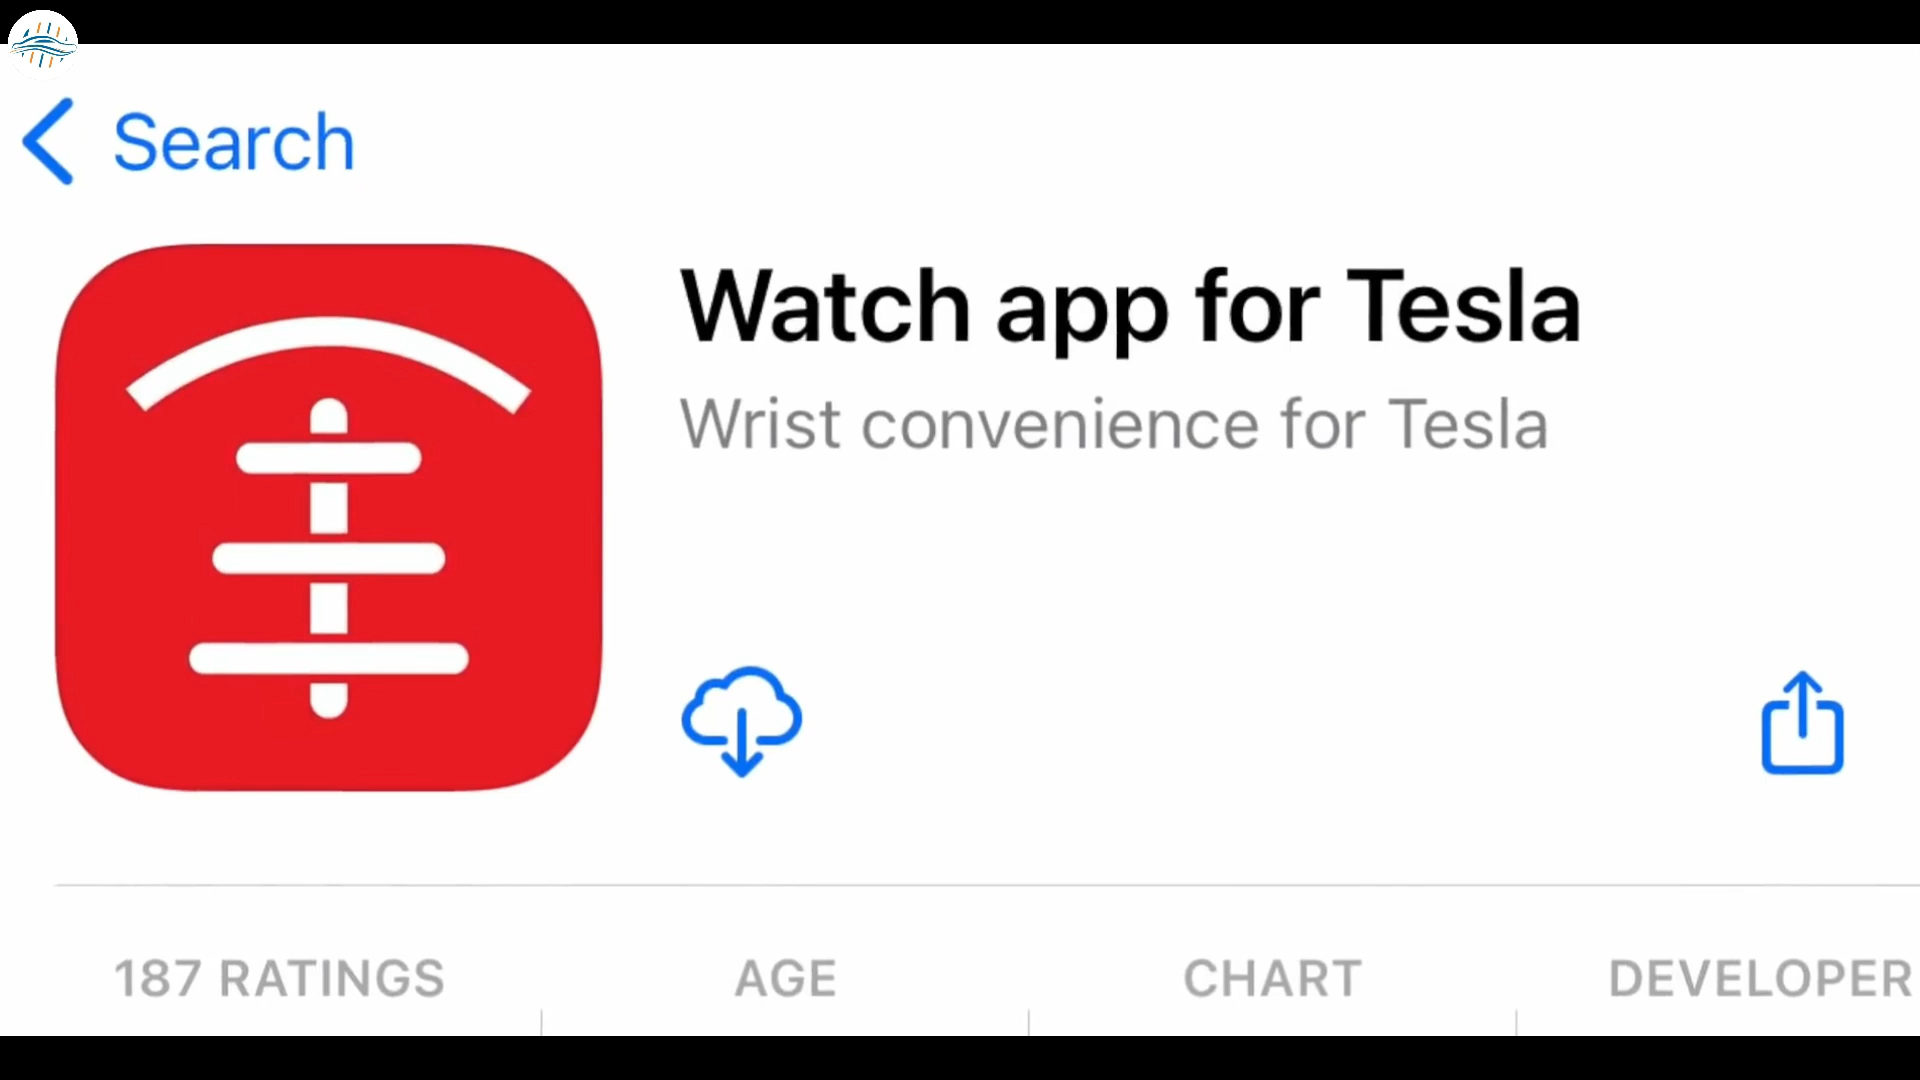 Search
Watch app for Tesla
Wrist convenience for Tesla
187 RATINGS
AGE
CHART
DEVELOPER